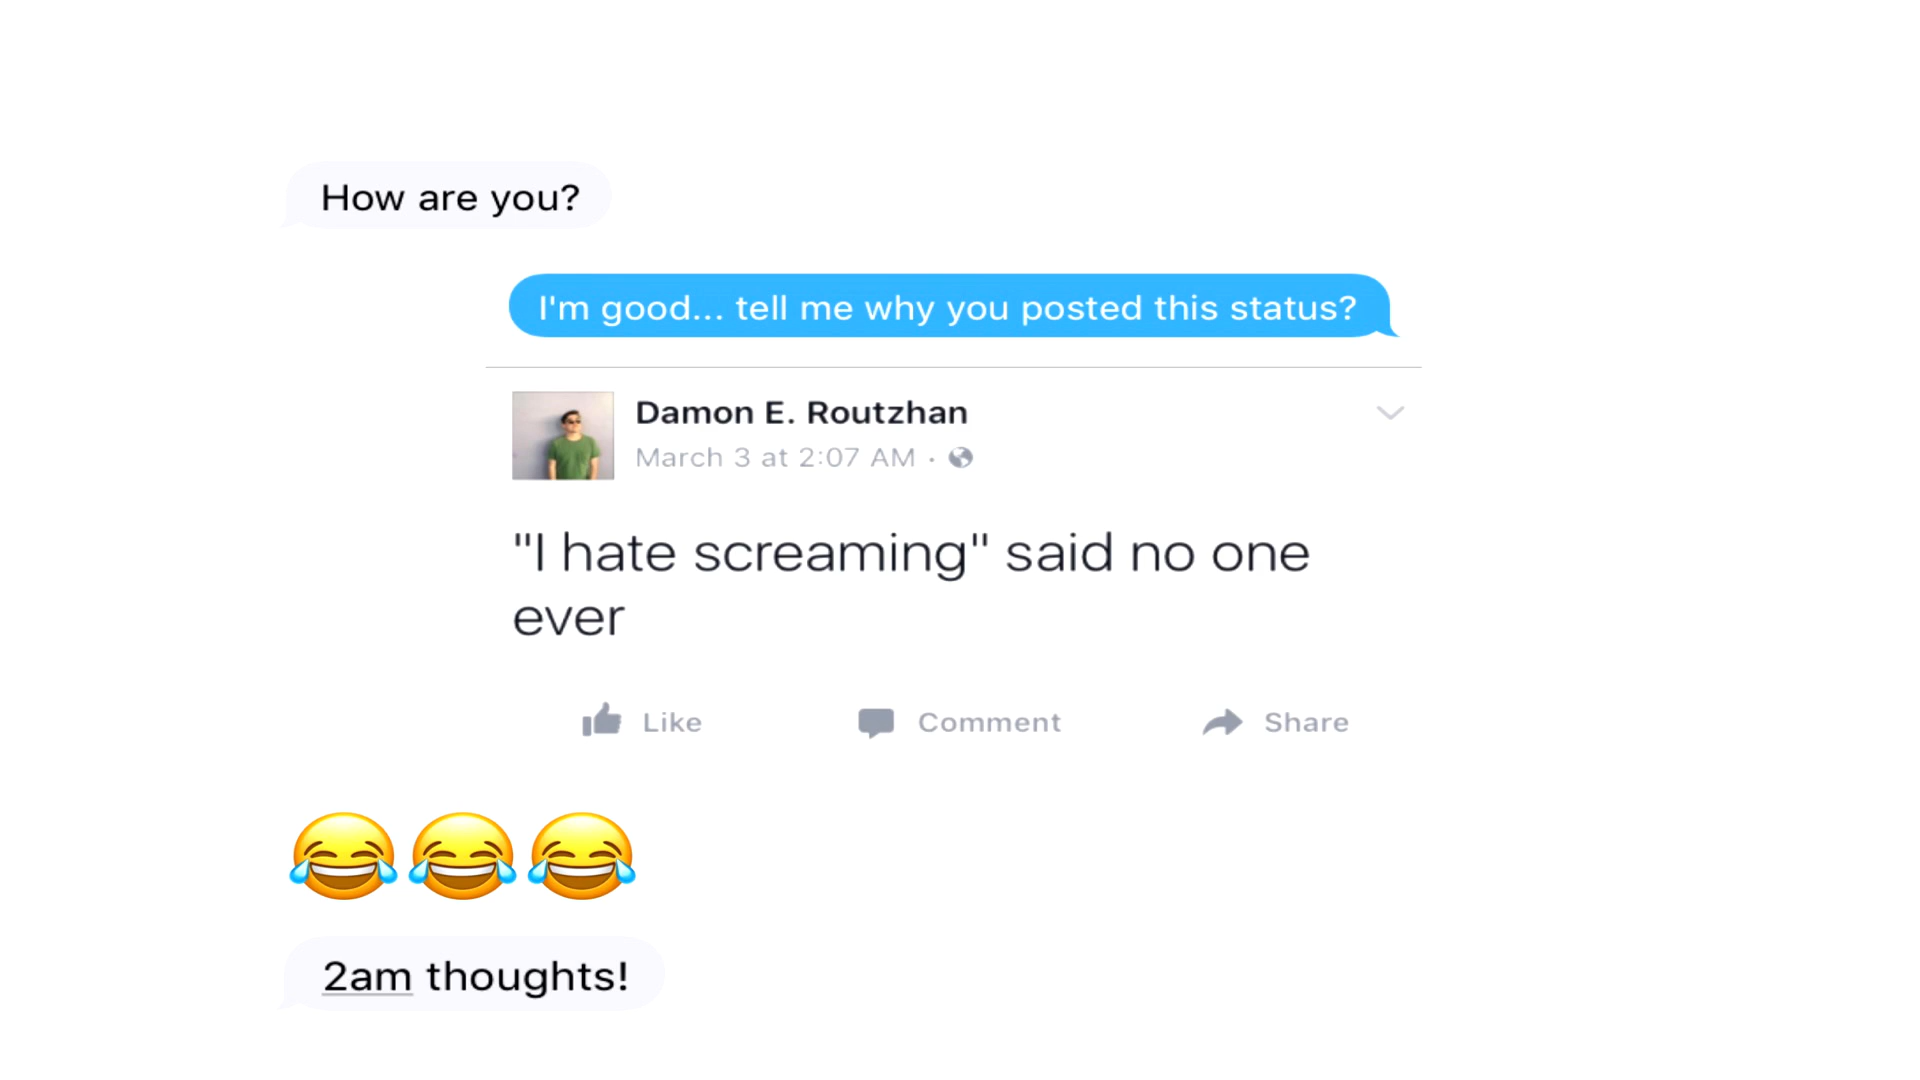 How are you?
I'm good... tell me why you posted this status?
Damon E. Routzhan
March 3 at 2:07 AM ·
"I hate screaming" said no one
ever
Like Comment Share
2am thoughts!